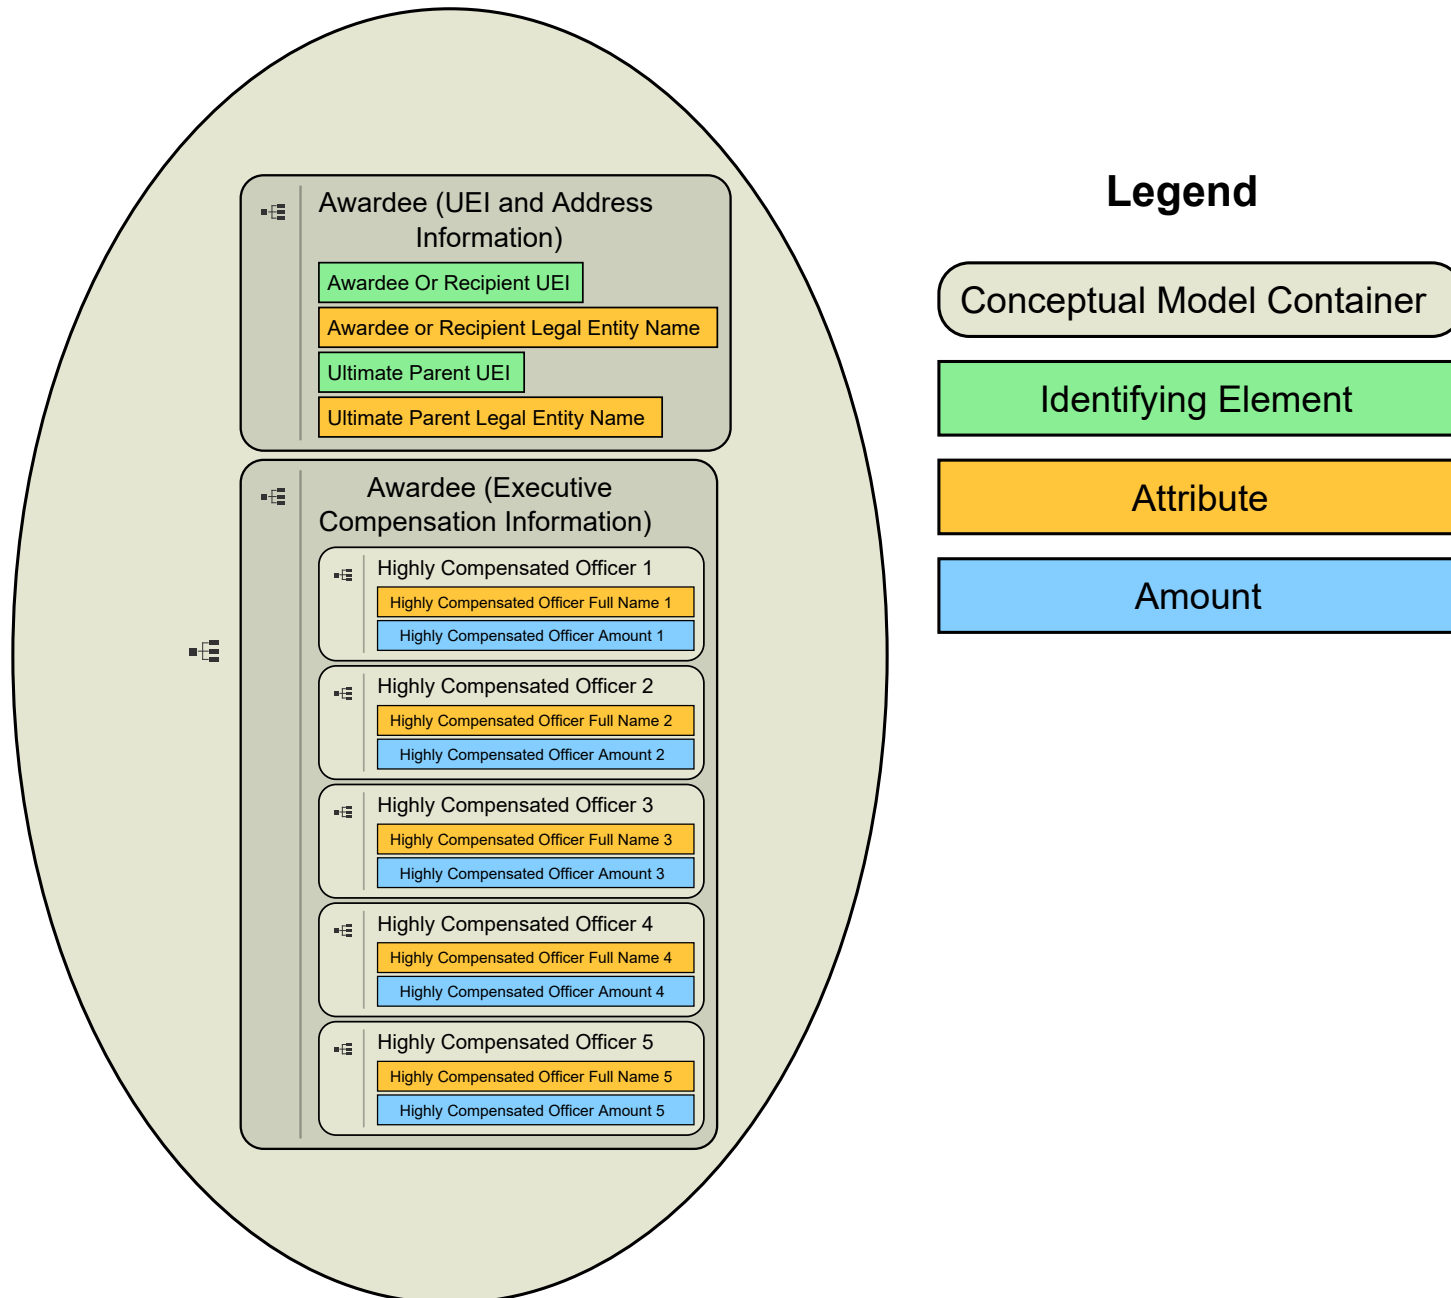 Awardee (UEI and Address
Information)
Awardee Or Recipient UEI
Awardee or Recipient Legal Entity Name
Ultimate Parent UEI
Ultimate Parent Legal Entity Name
Awardee (Executive
Compensation Information)
Highly Compensated Officer 1
Highly Compensated Officer Full Name 1
Highly Compensated Officer Amount 1
Highly Compensated Officer 2
Highly Compensated Officer Full Name 2
Highly Compensated Officer Amount 2
Highly Compensated Officer 3
Highly Compensated Officer Full Name 3
Highly Compensated Officer Amount 3
Highly Compensated Officer 4
Highly Compensated Officer Full Name 4
Highly Compensated Officer Amount 4
Highly Compensated Officer 5
Highly Compensated Officer Full Name 5
Highly Compensated Officer Amount 5
Legend
Conceptual Model Container
Identifying Element
Attribute
Amount